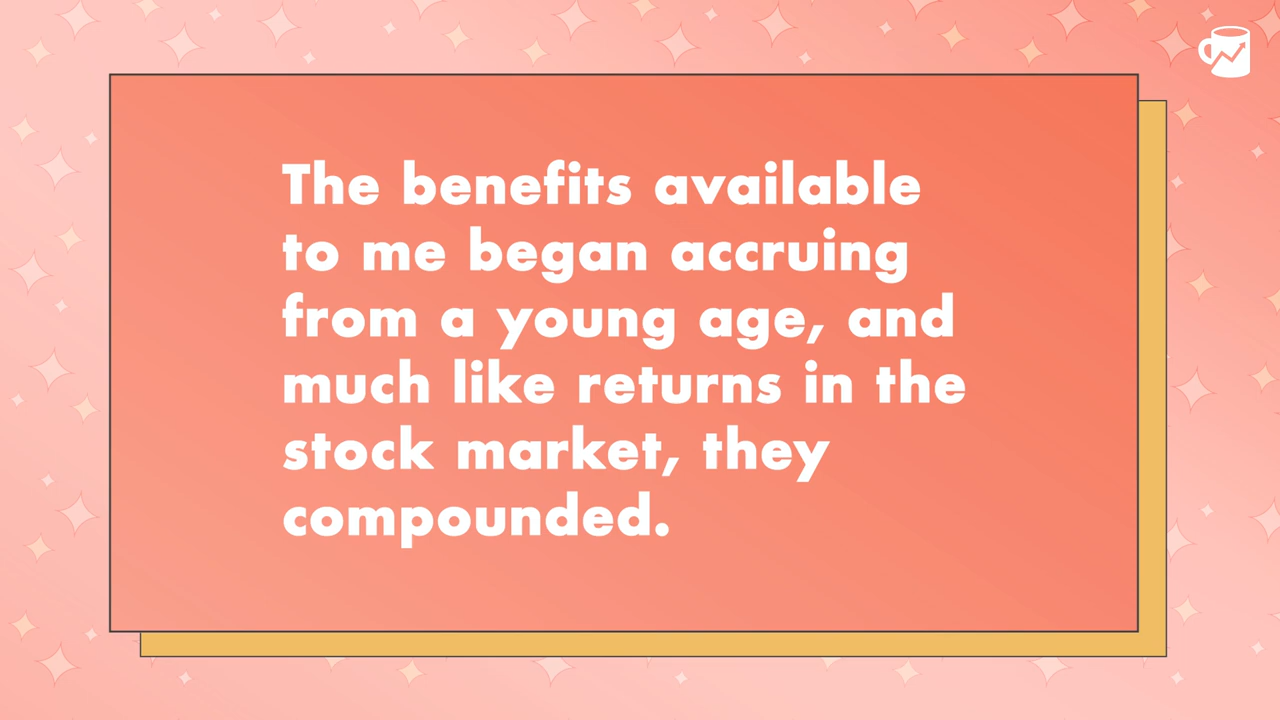 The benefits available
to me began accruing
from a young age, and
much like returns in the
stock market, they
compounded.